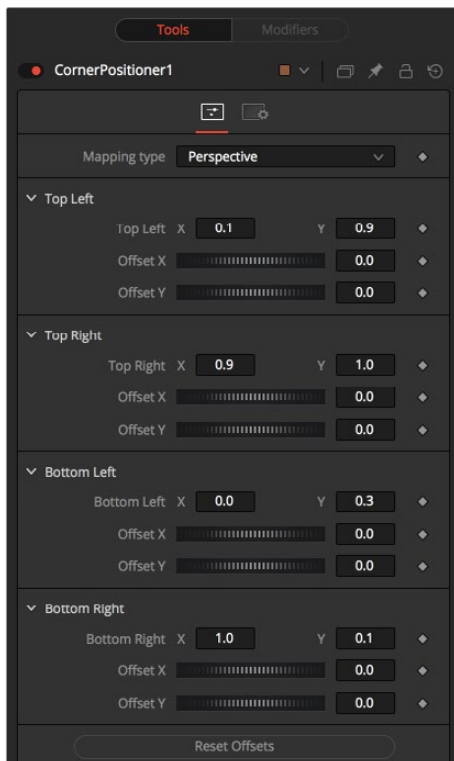 Tools Modifiers
CornerPositioner1
Mapping type Perspective
Top Left
Top Left X 0.1 Y 0.9
Offset X 0.0
Offset Y 0.0
Top Right
Top Right X 0.9 Y 1.0
Offset X 0.0
Offset Y 0.0
Bottom Left
Bottom Left X 0.0 Y 0.3
Offset X 0.0
Offset Y 0.0
Bottom Right
Bottom Right X 1.0 Y 0.1
Offset X 0.0
Offset Y 0.0
Reset Offsets